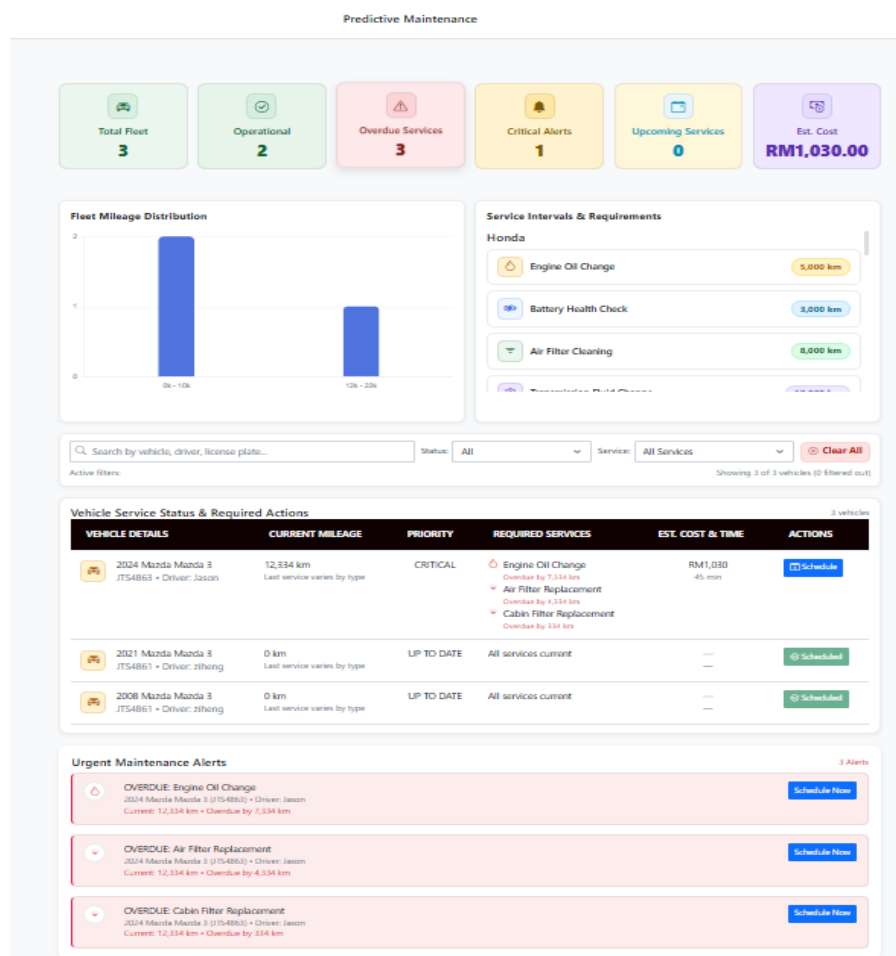 Predictive Maintenance
Total Fleet
3
Operational
2
Overdue Services
3
Critical Alerts
1
Upcoming Services
0
Est. Cost
RM1,030.00
Fleet Mileage Distribution
2
1
0
0k - 10k
12k - 22k
Service Intervals & Requirements
Honda
Engine Oil Change
5,000 km
Battery Health Check
3,000 km
Air Filter Cleaning
8,000 km
Transmission Fluid Change
Search by vehicle, driver, license plate...
Status: All
Service: All Services
Clear All
Active filters:
Showing 3 of 3 vehicles (0 filtered out)
Vehicle Service Status & Required Actions
3 vehicles
VEHICLE DETAILS CURRENT MILEAGE PRIORITY REQUIRED SERVICES EST. COST & TIME ACTIONS
2024 Mazda Mazda 3
JTS4863 • Driver: Jason
12,334 km
Last service varies by type
CRITICAL
Engine Oil Change
Overdue by 7,334 km
Air Filter Replacement
Overdue by 4,334 km
Cabin Filter Replacement
Overdue by 334 km
RM1,030
45 min
Schedule
2021 Mazda Mazda 3
JTS4861 • Driver: ziheng
0 km
Last service varies by type
UP TO DATE
All services current
—
—
Scheduled
2008 Mazda Mazda 3
JTS4861 • Driver: ziheng
0 km
Last service varies by type
UP TO DATE
All services current
—
—
Scheduled
Urgent Maintenance Alerts
3 Alerts
OVERDUE: Engine Oil Change
2024 Mazda Mazda 3 (JTS4863) • Driver: Jason
Current: 12,334 km • Overdue by 7,334 km
Schedule Now
OVERDUE: Air Filter Replacement
2024 Mazda Mazda 3 (JTS4863) • Driver: Jason
Current: 12,334 km • Overdue by 4,334 km
Schedule Now
OVERDUE: Cabin Filter Replacement
2024 Mazda Mazda 3 (JTS4863) • Driver: Jason
Current: 12,334 km • Overdue by 334 km
Schedule Now